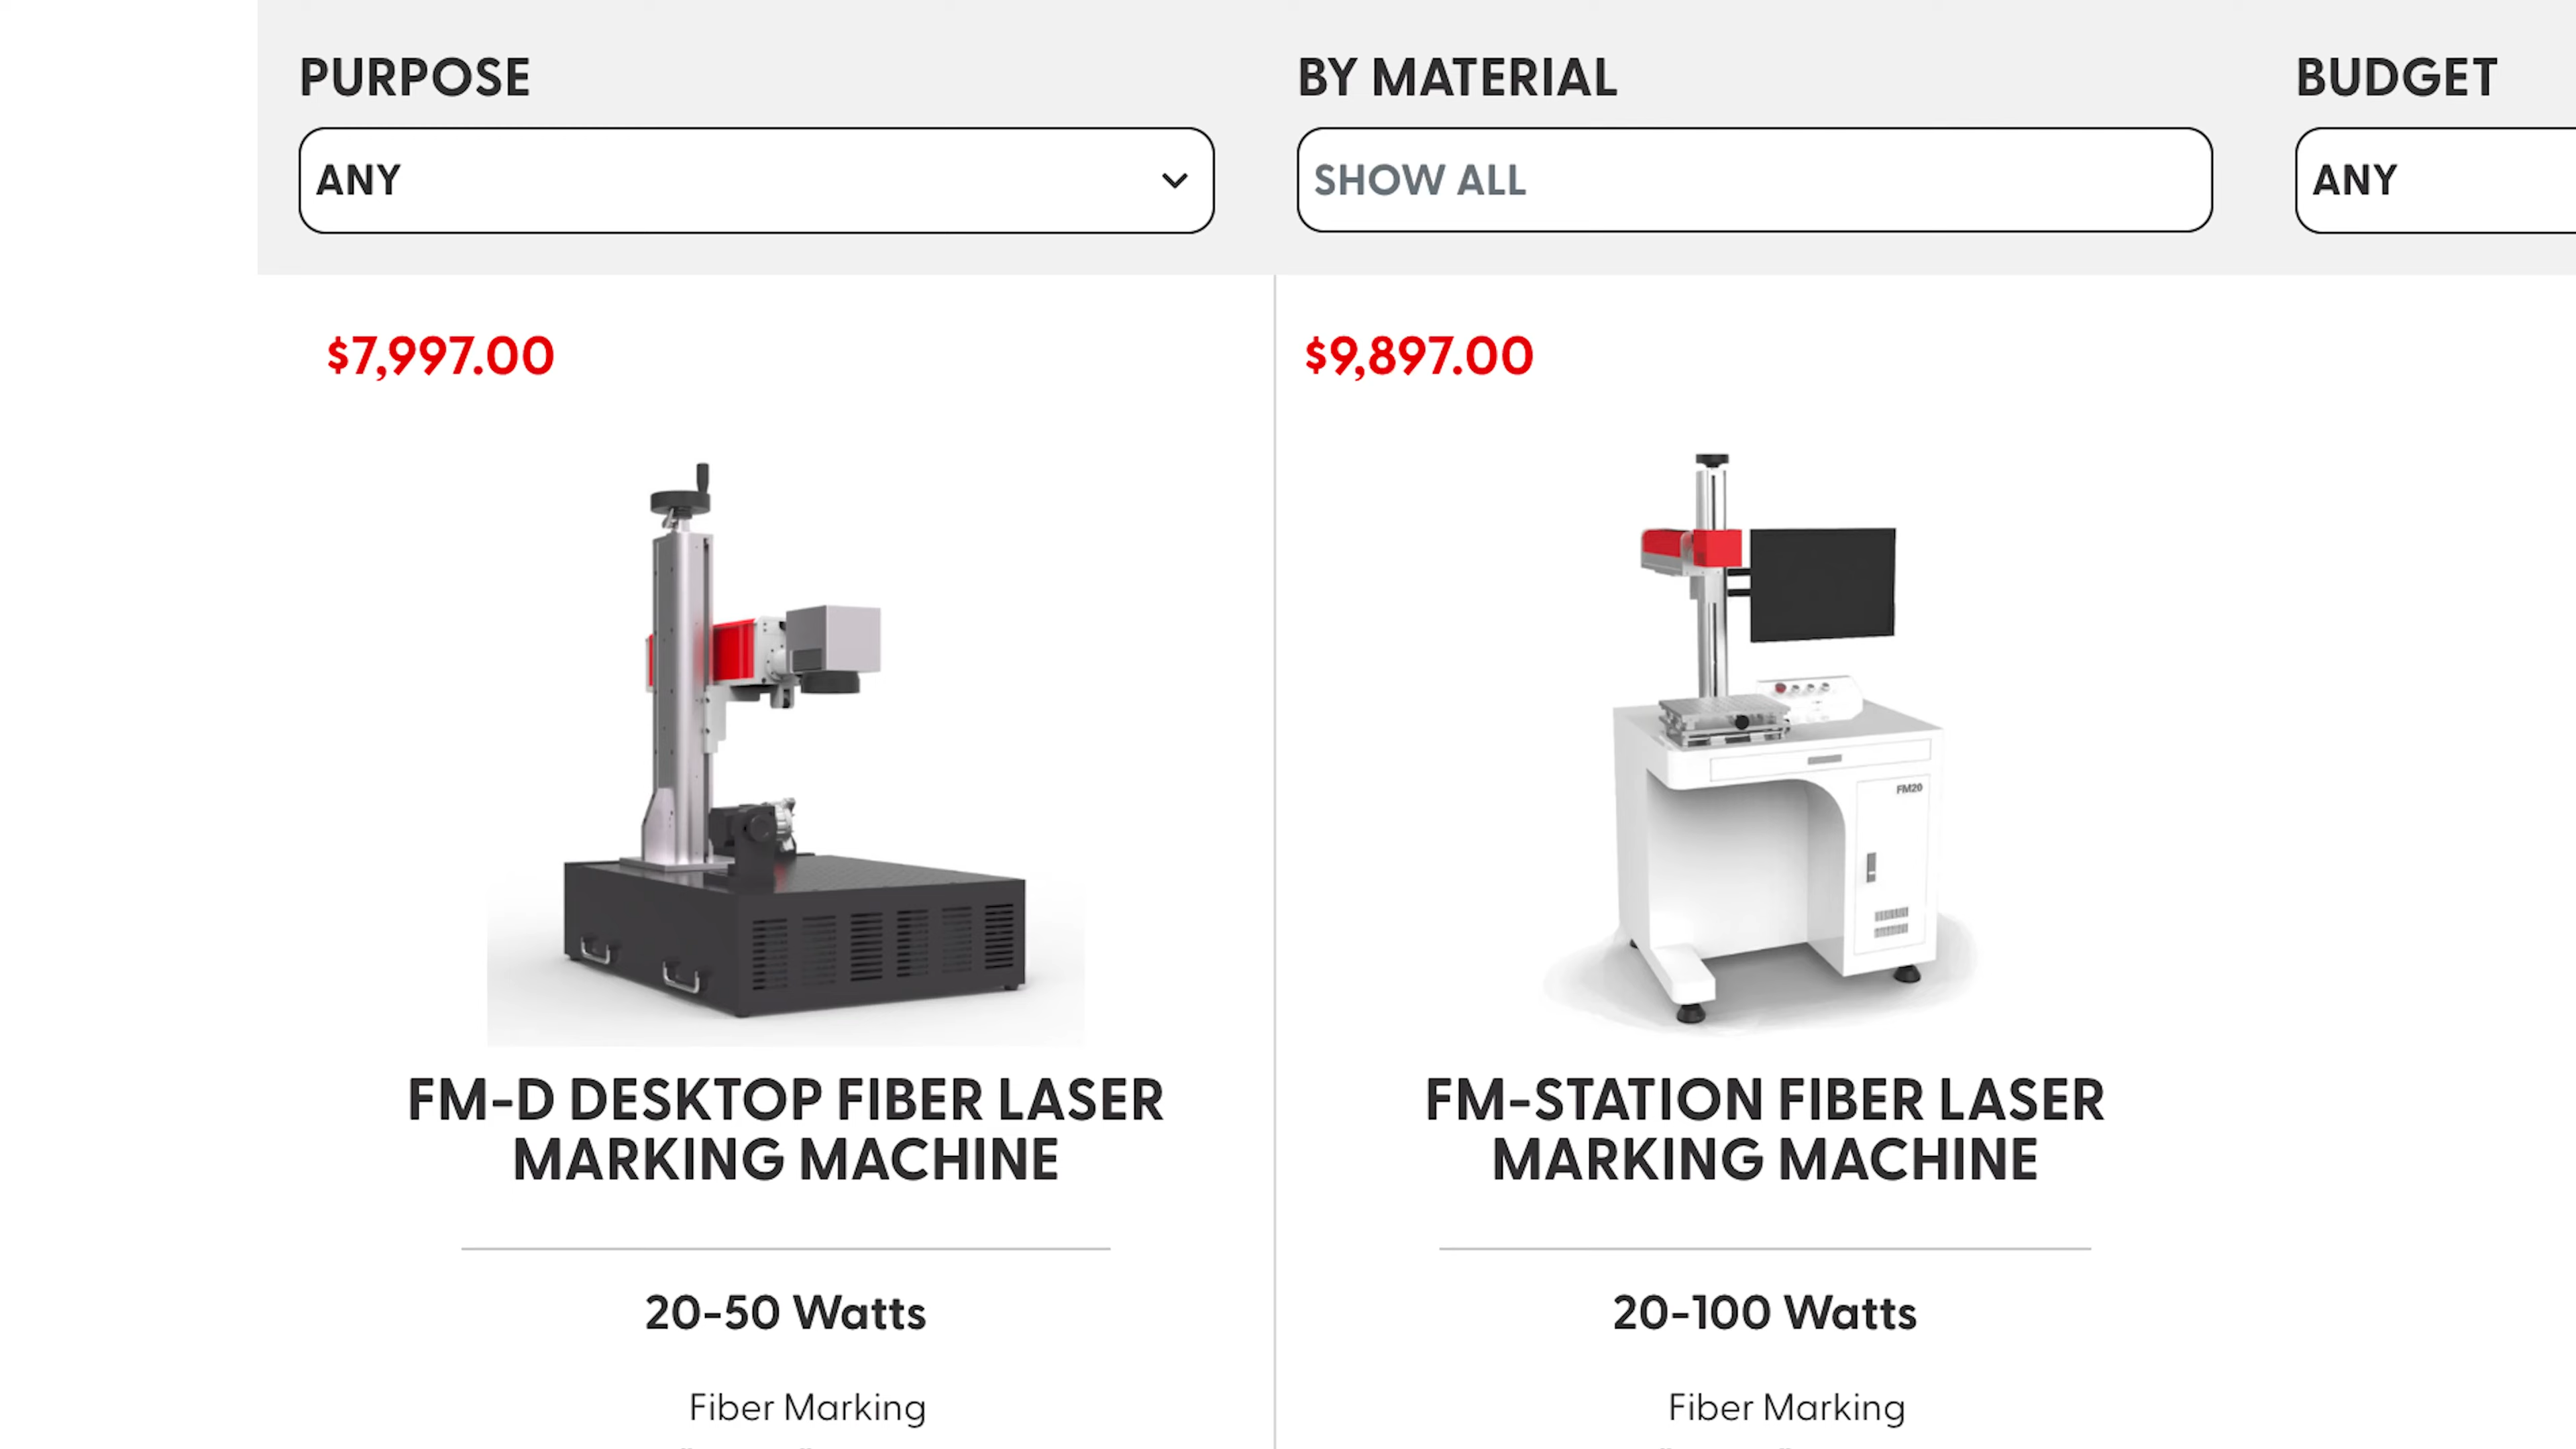 PURPOSE
BY MATERIAL
BUDGET
ANY
SHOW ALL
ANY
$7,997.00
$9,897.00
FM20
FM-D DESKTOP FIBER LASER
MARKING MACHINE
FM-STATION FIBER LASER
MARKING MACHINE
20-50 Watts
20-100 Watts
Fiber Marking
Fiber Marking